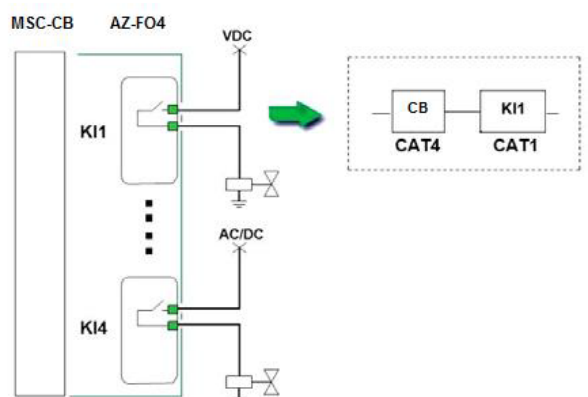 MSC-CB
AZ-FO4
VDC
KI1
CB
KI1
CAT4
CAT1
AC/DC
KI4